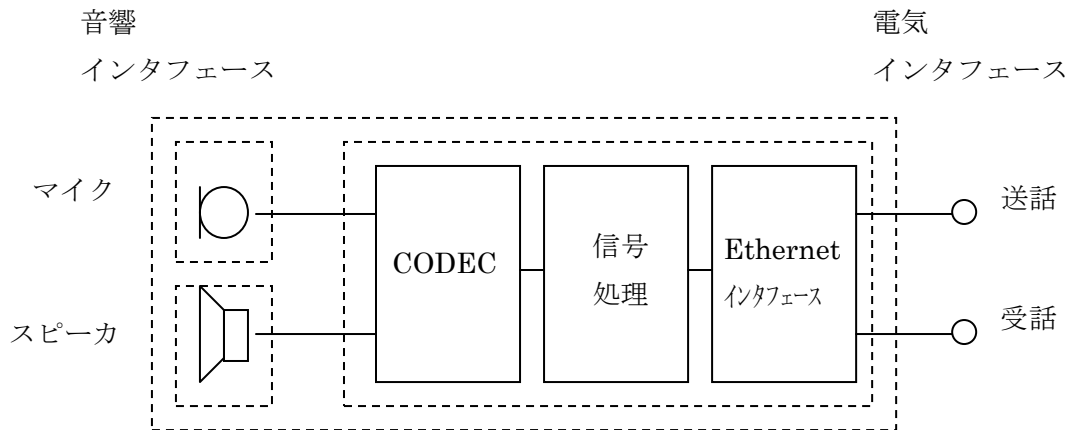 音響
インタフェース
電気
インタフェース
マイク
CODEC
信号
処理
Ethernet
インタフェース
送話
スピーカ
受話